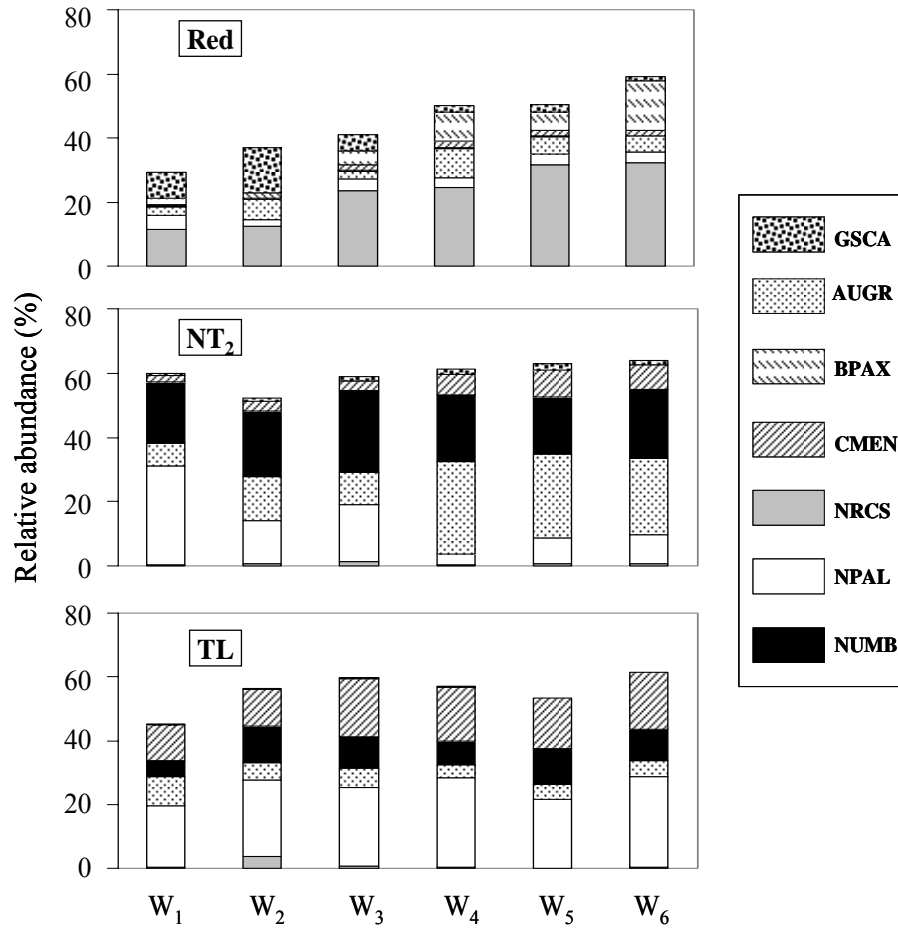 Relative abundance (%)
Red
80
60
40
20
0
NT₂
80
60
40
20
0
TL
80
60
40
20
0
W₁ W₂ W₃ W₄ W₅ W₆
GSCA
AUGR
BPAX
CMEN
NRCS
NPAL
NUMB